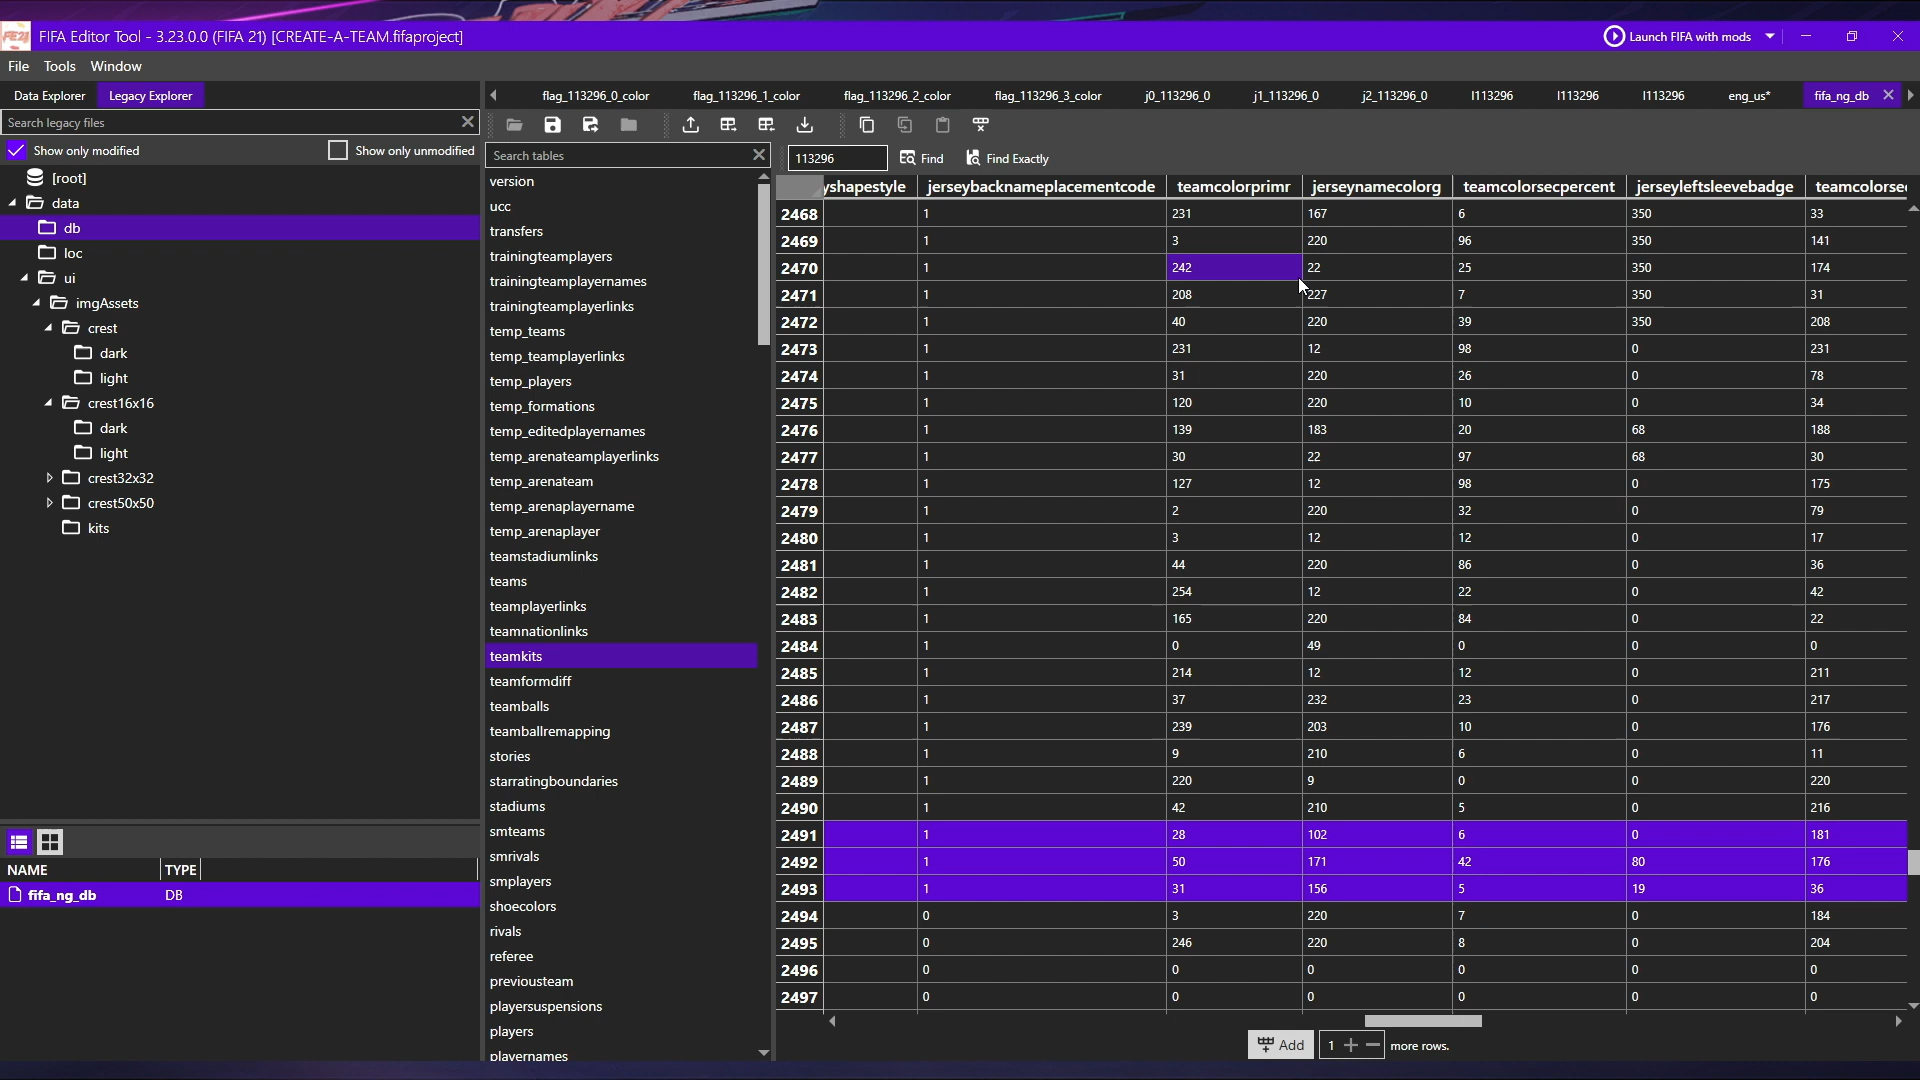 FIFA Editor Tool - 3.23.0.0 (FIFA 21) [CREATE-A-TEAM.fifaproject]
Launch FIFA with mods
File Tools Window
Data Explorer Legacy Explorer
flag_113296_0_color flag_113296_1_color flag_113296_2_color flag_113296_3_color j0_113296_0 j1_113296_0 j2_113296_0 l113296 l113296 l113296 eng_us* fifa_ng_db
Search legacy files
Show only modified Show only unmodified
[root]
data
db
loc
ui
imgAssets
crest
dark
light
crest16x16
dark
light
crest32x32
crest50x50
kits
NAME TYPE
fifa_ng_db DB
Search tables
version
ucc
transfers
trainingteamplayers
trainingteamplayernames
trainingteamplayerlinks
temp_teams
temp_teamplayerlinks
temp_players
temp_formations
temp_editedplayernames
temp_arenateamplayerlinks
temp_arenateam
temp_arenaplayername
temp_arenaplayer
teamstadiumlinks
teams
teamplayerlinks
teamnationlinks
teamkits
teamformdiff
teamballs
teamballremapping
stories
starratingboundaries
stadiums
smteams
smrivals
smplayers
shoecolors
rivals
referee
previousteam
playersuspensions
players
playernames
113296 Find Find Exactly
yshapestyle jerseybacknameplacementcode teamcolorprimr jerseynamecolorg teamcolorsecpercent jerseyleftsleevebadge teamcolorsec
2468 1 231 167 6 350 33
2469 1 3 220 96 350 141
2470 1 242 22 25 350 174
2471 1 208 227 7 350 31
2472 1 40 220 39 350 208
2473 1 231 12 98 0 231
2474 1 31 220 26 0 78
2475 1 120 220 10 0 34
2476 1 139 183 20 68 188
2477 1 30 22 97 68 30
2478 1 127 12 98 0 175
2479 1 2 220 32 0 79
2480 1 3 12 12 0 17
2481 1 44 220 86 0 36
2482 1 254 12 22 0 42
2483 1 165 220 84 0 22
2484 1 0 49 0 0 0
2485 1 214 12 12 0 211
2486 1 37 232 23 0 217
2487 1 239 203 10 0 176
2488 1 9 210 6 0 11
2489 1 220 9 0 0 220
2490 1 42 210 5 0 216
2491 1 28 102 6 0 181
2492 1 50 171 42 80 176
2493 1 31 156 5 19 36
2494 0 3 220 7 0 184
2495 0 246 220 8 0 204
2496 0 0 0 0 0 0
2497 0 0 0 0 0 0
Add 1 more rows.